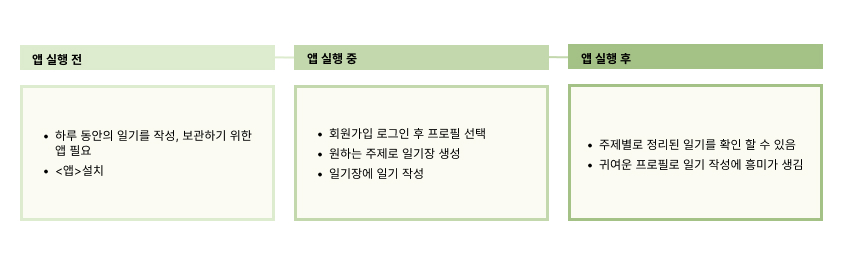 앱 실행 전
앱 실행 중
앱 실행 후
• 하루 동안의 일기를 작성, 보관하기 위한
앱 필요
• <앱>설치
• 회원가입 로그인 후 프로필 선택
• 원하는 주제로 일기장 생성
• 일기장에 일기 작성
• 주제별로 정리된 일기를 확인 할 수 있음
• 귀여운 프로필로 일기 작성에 흥미가 생김